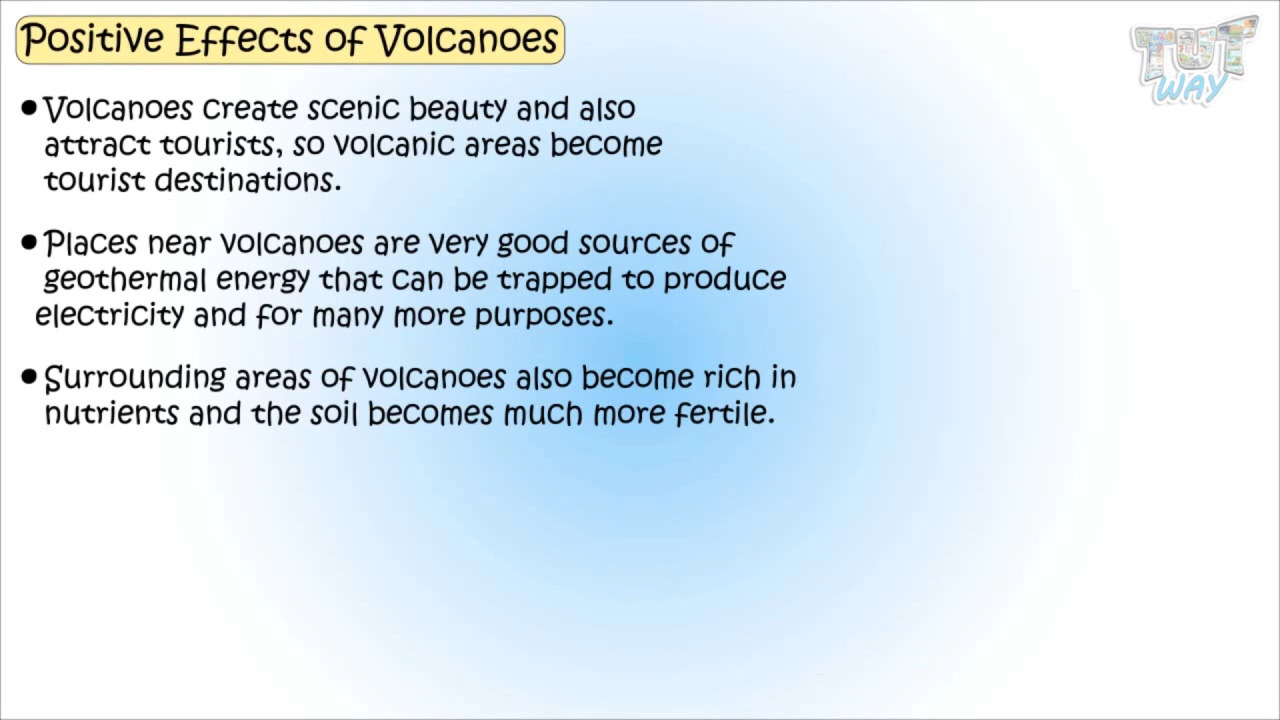 Positive Effects of Volcanoes
TUT
WAY
•Volcanoes create scenic beauty and also
attract tourists, so volcanic areas become
tourist destinations.
•Places near volcanoes are very good sources of
geothermal energy that can be trapped to produce
electricity and for many more purposes.
•Surrounding areas of volcanoes also become rich in
nutrients and the soil becomes much more fertile.